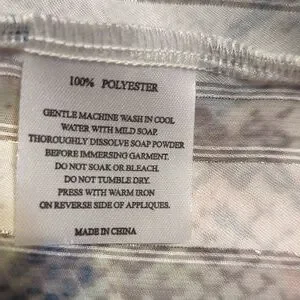 100% POLYESTER
GENTLE MACHINE WASH IN COOL
WATER WITH MILD SOAP.
THOROUGHLY DISSOLVE SOAP POWDER
BEFORE IMMERSING GARMENT.
DO NOT SOAK OR BLEACH.
DO NOT TUMBLE DRY.
PRESS WITH WARM IRON
ON REVERSE SIDE OF APPLIQUES.
MADE IN CHINA